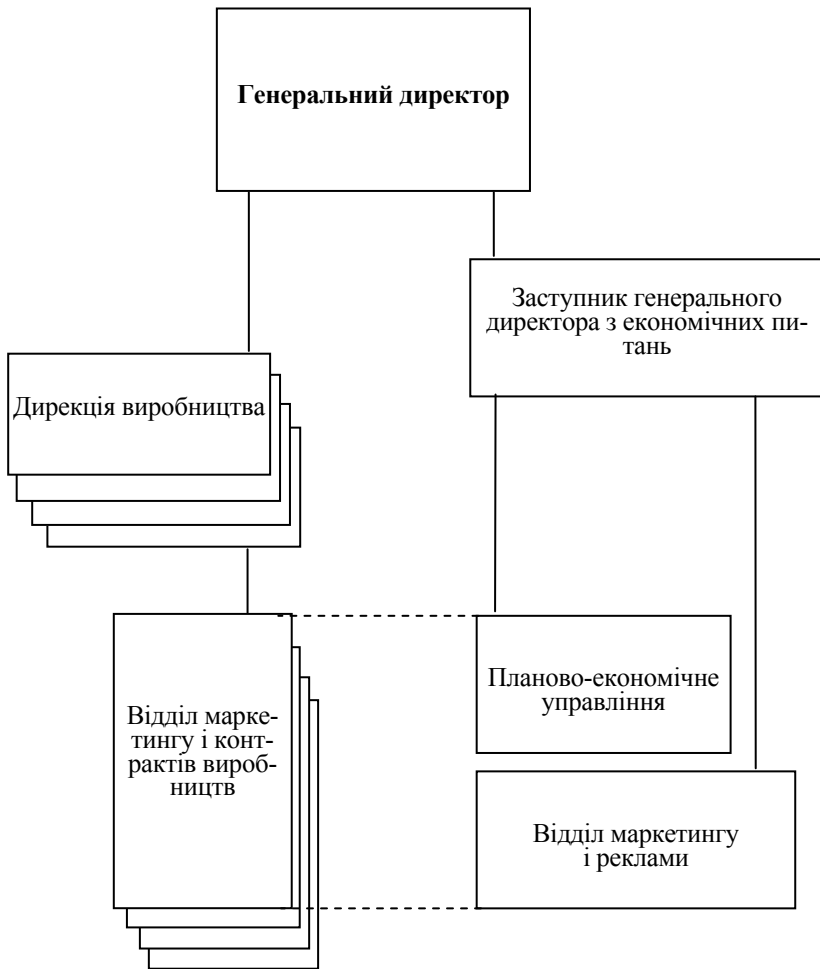 Генеральний директор
Заступник генерального
директора з економічних пи-
тань
Дирекція виробництва
Планово-економічне
управління
Відділ марке-
тингу і конт-
рактів вироб-
ництв
Відділ маркетингу
і реклами